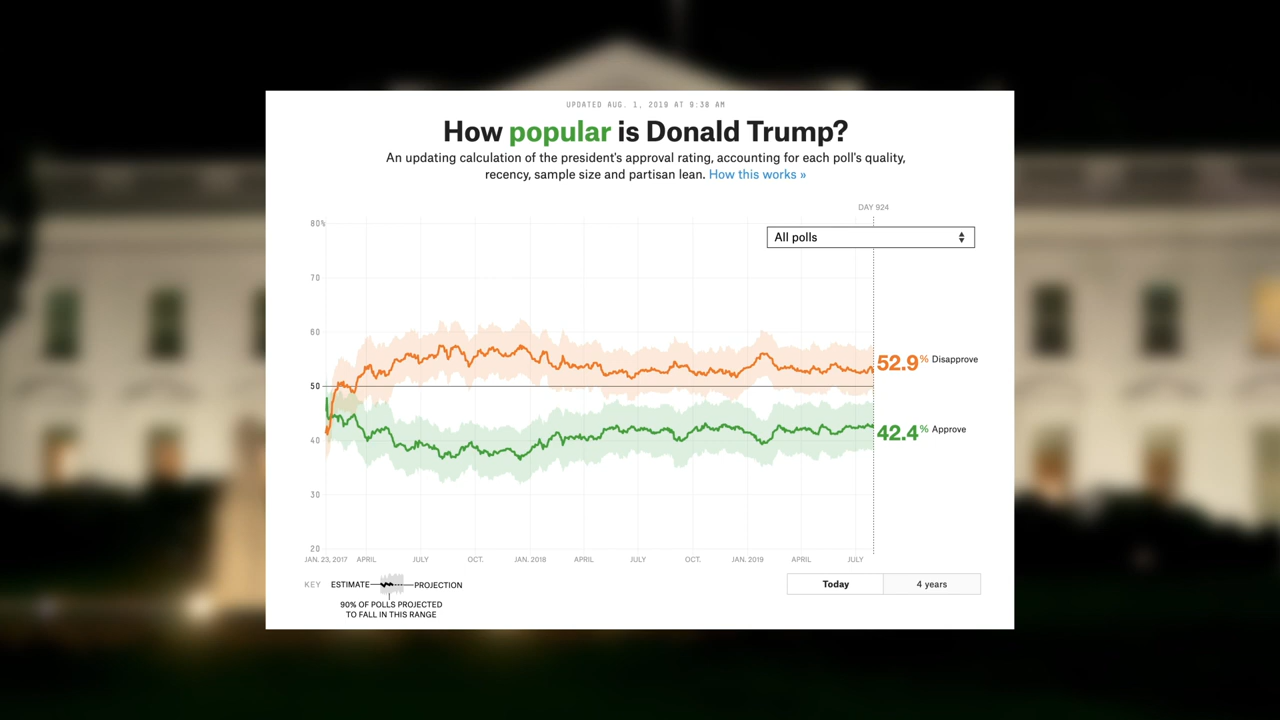 UPDATED AUG. 1, 2019 AT 9:38 AM
How popular is Donald Trump?
An updating calculation of the president's approval rating, accounting for each poll's quality,
recency, sample size and partisan lean. How this works »
DAY 924
80%
All polls
70
60
52.9% Disapprove
50
42.4% Approve
40
30
20
JAN. 23, 2017 APRIL JULY OCT. JAN. 2018 APRIL JULY OCT. JAN. 2019 APRIL JULY
KEY ESTIMATE PROJECTION
90% OF POLLS PROJECTED
TO FALL IN THIS RANGE
Today 4 years